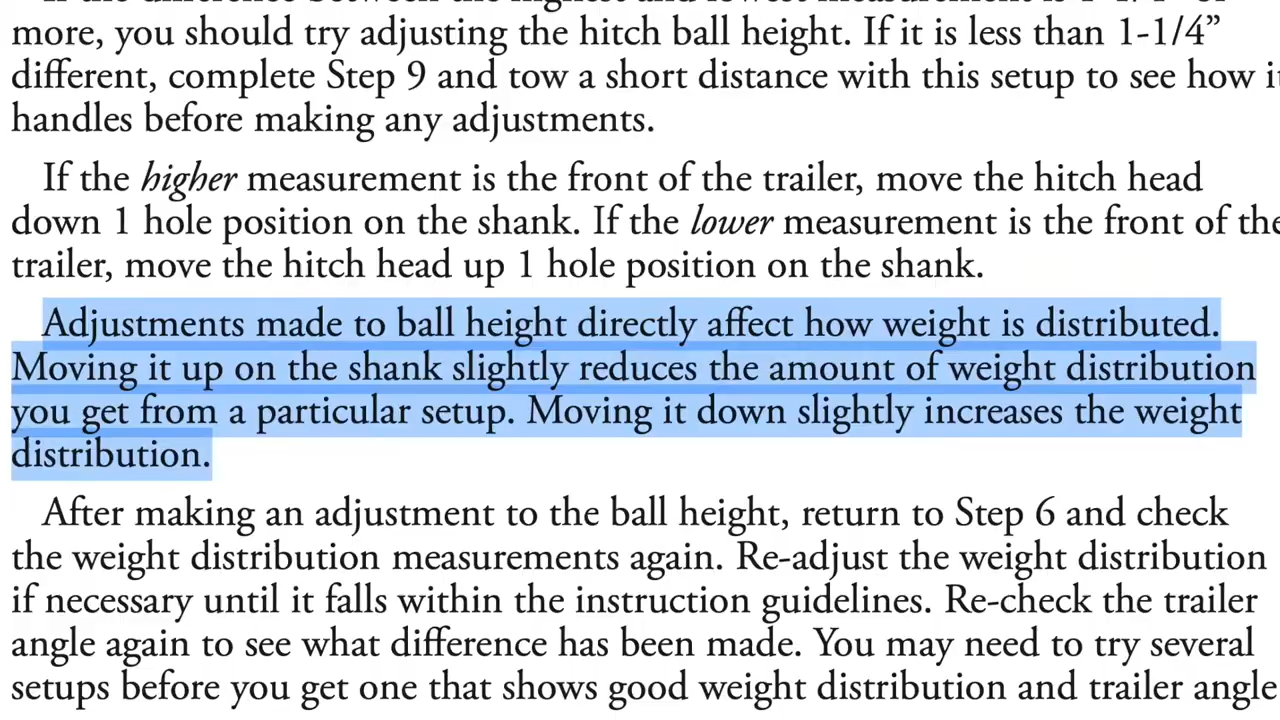 more, you should try adjusting the hitch ball height. If it is less than 1-1/4”
different, complete Step 9 and tow a short distance with this setup to see how
handles before making any adjustments.
If the higher measurement is the front of the trailer, move the hitch head
down 1 hole position on the shank. If the lower measurement is the front of the
trailer, move the hitch head up 1 hole position on the shank.
Adjustments made to ball height directly affect how weight is distributed.
Moving it up on the shank slightly reduces the amount of weight distribution
you get from a particular setup. Moving it down slightly increases the weight
distribution.
After making an adjustment to the ball height, return to Step 6 and check
the weight distribution measurements again. Re-adjust the weight distribution
if necessary until it falls within the instruction guidelines. Re-check the trailer
angle again to see what difference has been made. You may need to try several
setups before you get one that shows good weight distribution and trailer angle